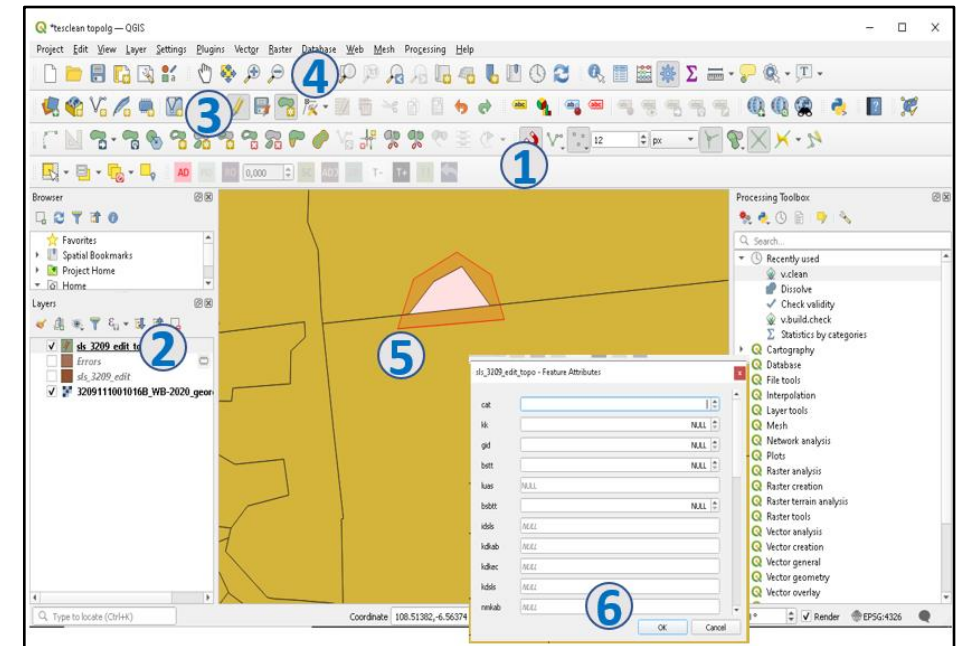 *tesclean topolg — QGIS
Project Edit View Layer Settings Plugins Vector Raster Database Web Mesh Processing Help
4
3
12 px
1
AD 0,000 T- T+
Browser
Favorites
Spatial Bookmarks
Project Home
Home
Layers
sls_3209_edit_to
2
Errors
sls_3209_edit
3209111001016B_WB-2020_geor
5
Processing Toolbox
Search...
Recently used
v.clean
Dissolve
Check validity
v.build.check
Statistics by categories
Cartography
Database
File tools
Interpolation
Layer tools
Mesh
Network analysis
Plots
Raster analysis
Raster creation
Raster terrain analysis
Raster tools
Vector analysis
Vector creation
Vector general
Vector geometry
Vector overlay
sls_3209_edit_topo - Feature Attributes
cat
kk NULL
gid NULL
bstt NULL
luas NULL
bsbtt NULL
idsls NULL
kdkab NULL
kdkec NULL
kdsls NULL
nmkab NULL
6
OK Cancel
Type to locate (Ctrl+K) Coordinate 108.51382,-6.56374 Render EPSG:4326